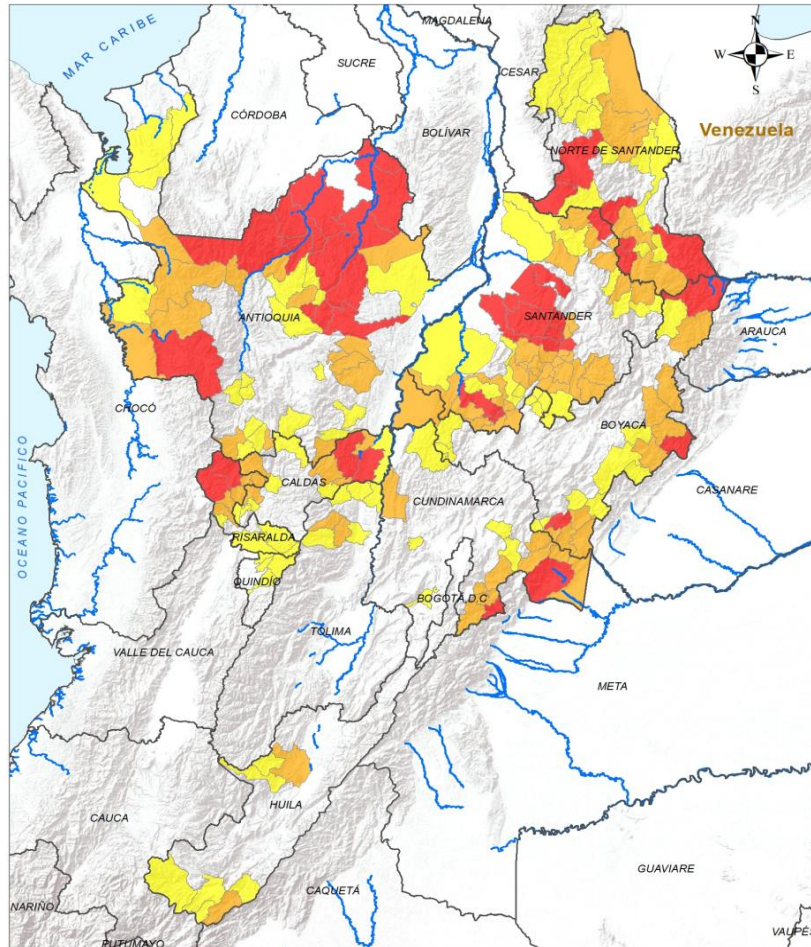 MAGDALENA
N
MAR CARIBE
SUCRE
CESAR
W
E
S
CÓRDOBA
BOLÍVAR
Venezuela
NORTE DE SANTANDER
ANTIOQUIA
SANTANDER
ARAUCA
CHOCÓ
BOYACÁ
OCEANO PACIFICO
CALDAS
CUNDINAMARCA
CASANARE
RISARALDA
QUINDÍO
BOGOTÁ, D.C
TOLIMA
VALLE DEL CAUCA
META
HUILA
CAUCA
GUAVIARE
CAQUETÁ
NARIÑO
PUTUMAYO
VAUPE